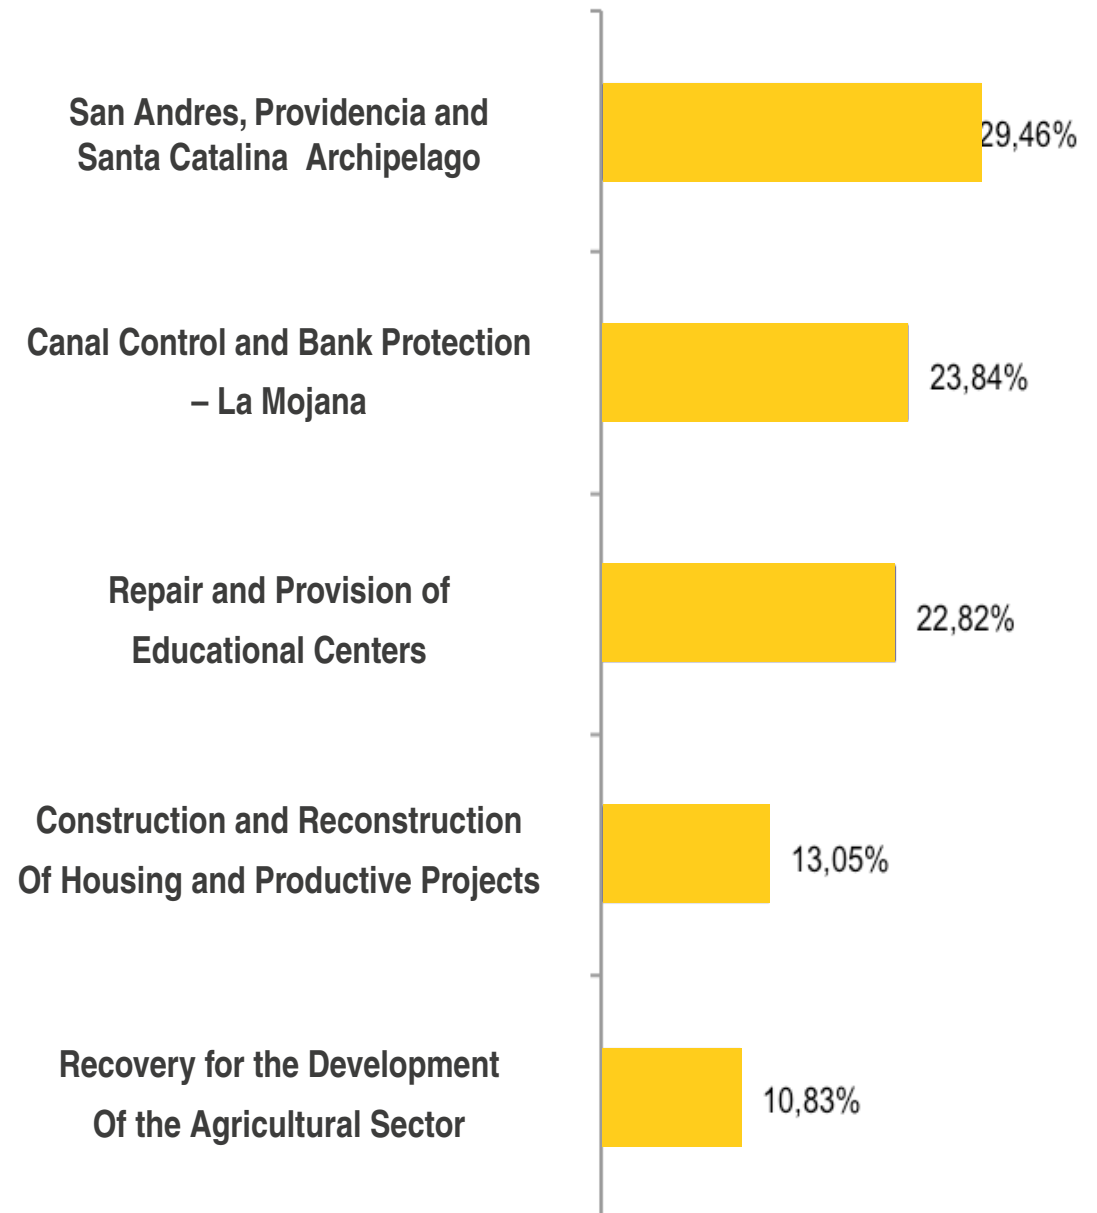 San Andres, Providencia and
Santa Catalina  Archipelago
29,46%
Canal Control and Bank Protection
– La Mojana
23,84%
Repair and Provision of
Educational Centers
22,82%
Construction and Reconstruction
Of Housing and Productive Projects
13,05%
Recovery for the Development
Of the Agricultural Sector
10,83%